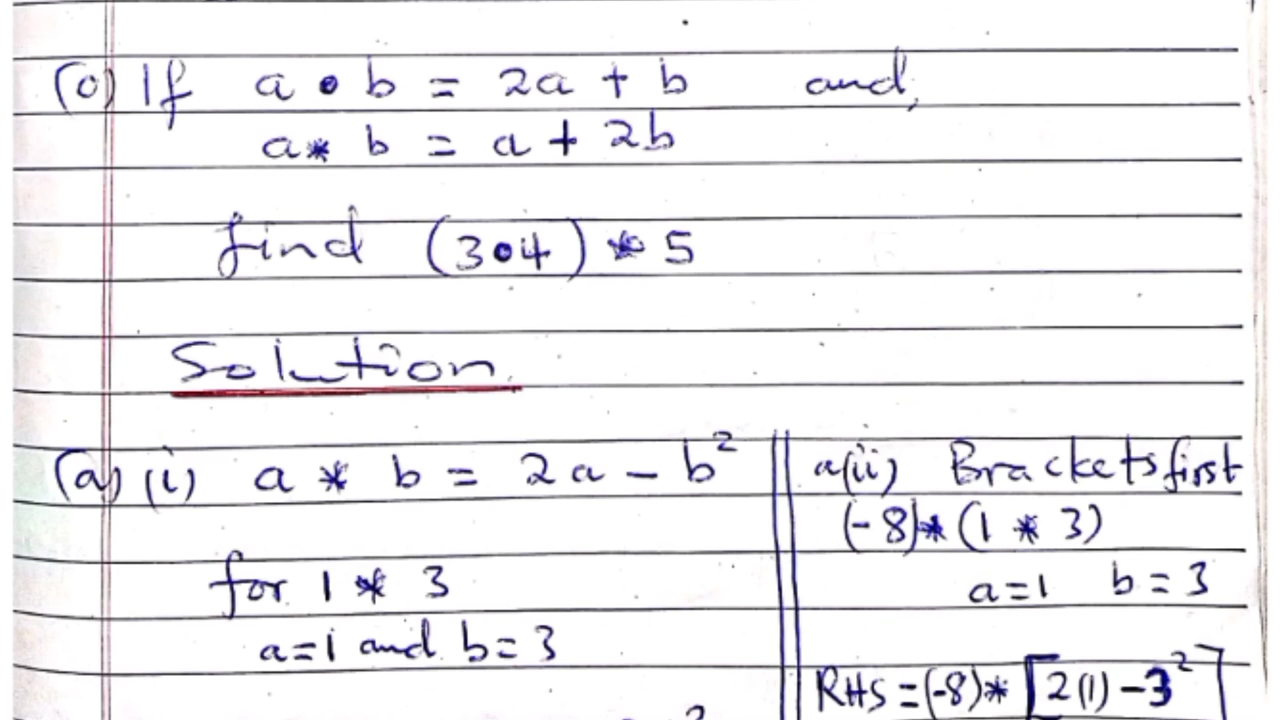 (c) If a • b = 2a + b and,
a * b = a + 2b
find (3•4) * 5
Solution
(a) (i) a * b = 2a - b²
for 1 * 3
a=1 and b=3
a(ii) Brackets first
(-8)*(1 * 3)
a=1 b=3
RHS = (-8)* [2(1) -3²]